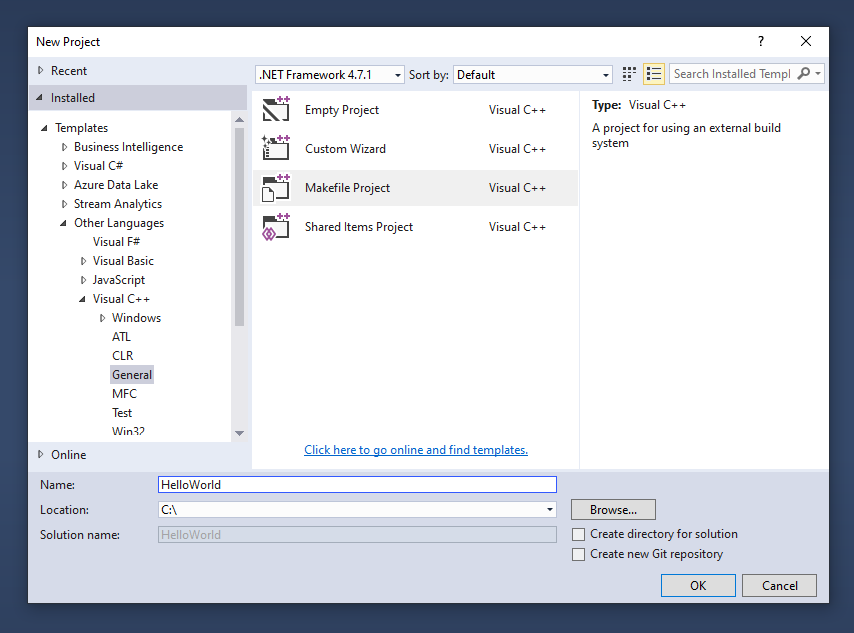 New Project
?
Recent
.NET Framework 4.7.1 Sort by: Default Search Installed Templ
Installed
Templates
Business Intelligence
Visual C#
Azure Data Lake
Stream Analytics
Other Languages
Visual F#
Visual Basic
JavaScript
Visual C++
Windows
ATL
CLR
General
MFC
Test
Win32
Online
Empty Project Visual C++
Custom Wizard Visual C++
Makefile Project Visual C++
Shared Items Project Visual C++
Click here to go online and find templates.
Type: Visual C++
A project for using an external build
system
Name: HelloWorld
Location: C:\ Browse...
Solution name: HelloWorld
Create directory for solution
Create new Git repository
OK Cancel